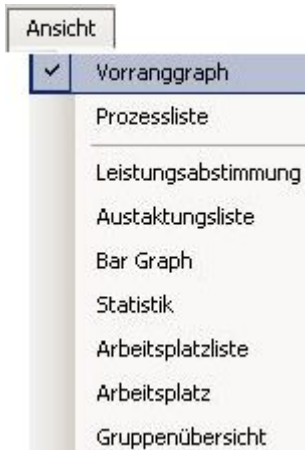 Ansicht
Vorranggraph
Prozessliste
Leistungsabstimmung
Austaktungsliste
Bar Graph
Statistik
Arbeitsplatzliste
Arbeitsplatz
Gruppenübersicht